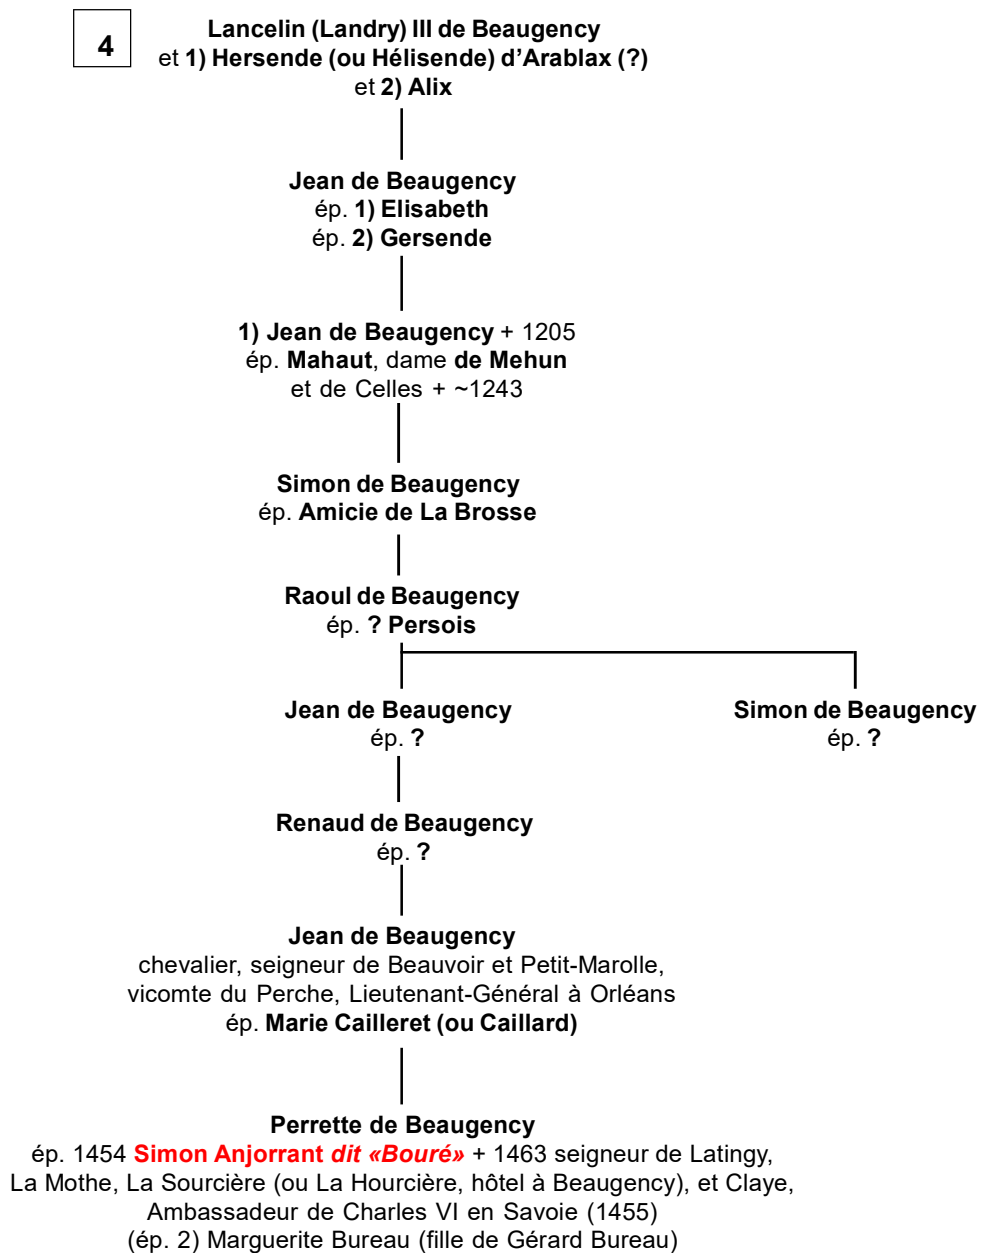 4
Lancelin (Landry) III de Beaugency
et 1) Hersende (ou Hélisende) d’Arablax (?)
et 2) Alix
Jean de Beaugency
ép. 1) Elisabeth
ép. 2) Gersende
1) Jean de Beaugency + 1205
ép. Mahaut, dame de Mehun
et de Celles + ~1243
Simon de Beaugency
ép. Amicie de La Brosse
Raoul de Beaugency
ép. ? Persois
Jean de Beaugency
ép. ?
Simon de Beaugency
ép. ?
Renaud de Beaugency
ép. ?
Jean de Beaugency
chevalier, seigneur de Beauvoir et Petit-Marolle,
vicomte du Perche, Lieutenant-Général à Orléans
ép. Marie Cailleret (ou Caillard)
Perrette de Beaugency
ép. 1454 Simon Anjorrant dit «Bouré» + 1463 seigneur de Latingy,
La Mothe, La Sourcière (ou La Hourcière, hôtel à Beaugency), et Claye,
Ambassadeur de Charles VI en Savoie (1455)
(ép. 2) Marguerite Bureau (fille de Gérard Bureau)